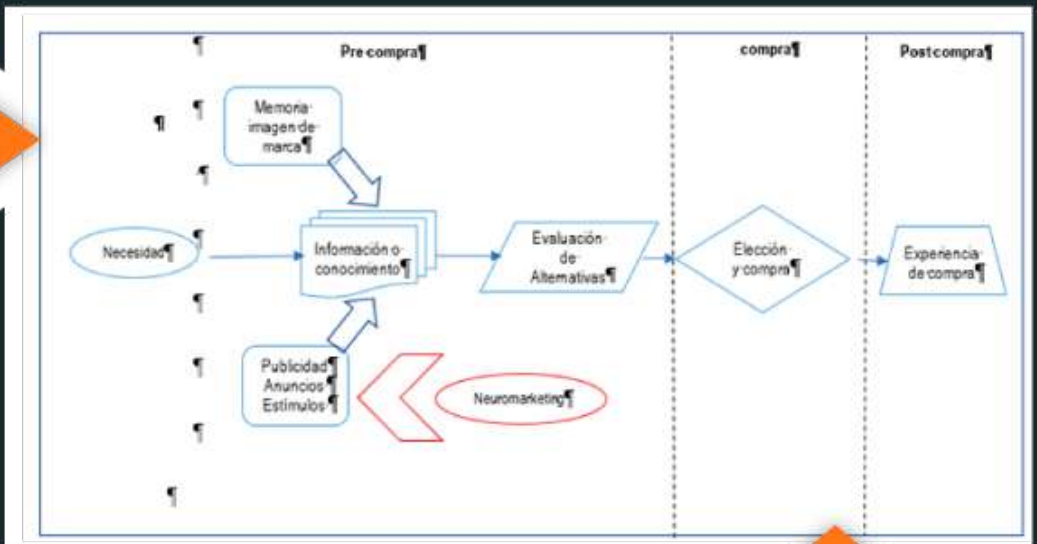 Pre-compra¶
compra¶
Post-compra¶
¶
¶
¶
¶
¶
¶
¶
¶
¶
Memoria·
imagen·de·
marca¶
Necesidad¶
Información·o·
conocimiento¶
Evaluación·
de·
Alternativas¶
Elección·
y·compra¶
Experiencia·
de·compra¶
Publicidad¶
Anuncios¶
Estímulos·¶
Neuromarketing¶